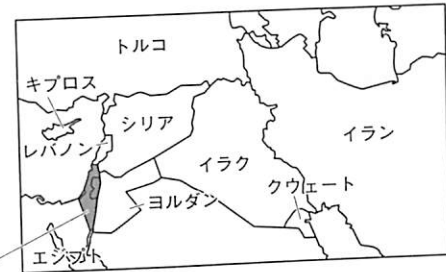 トルコ
キプロス
シリア
レバノン
イラク
イラン
クウェート
ヨルダン
エジプト